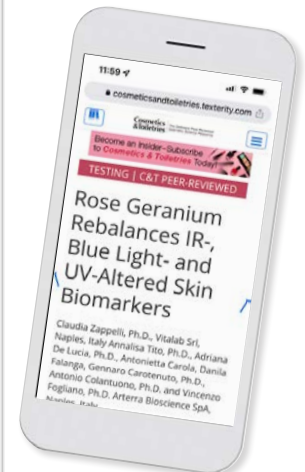 11:59
cosmeticsandtoiletries.texterity.com
Cosmetics
&Toiletries
Become an Insider–Subscribe
to Cosmetics & Toiletries Today!
TESTING | C&T PEER-REVIEWED
Rose Geranium
Rebalances IR-,
Blue Light- and
UV-Altered Skin
Biomarkers
Claudia Zappelli, Ph.D., Vitalab Srl,
Naples, Italy Annalisa Tito, Ph.D., Adriana
De Lucia, Ph.D., Antonietta Carola, Danila
Falanga, Gennaro Carotenuto, Ph.D.,
Antonio Colantuono, Ph.D. and Vincenzo
Fogliano, Ph.D. Arterra Bioscience SpA,
Naples, Italy